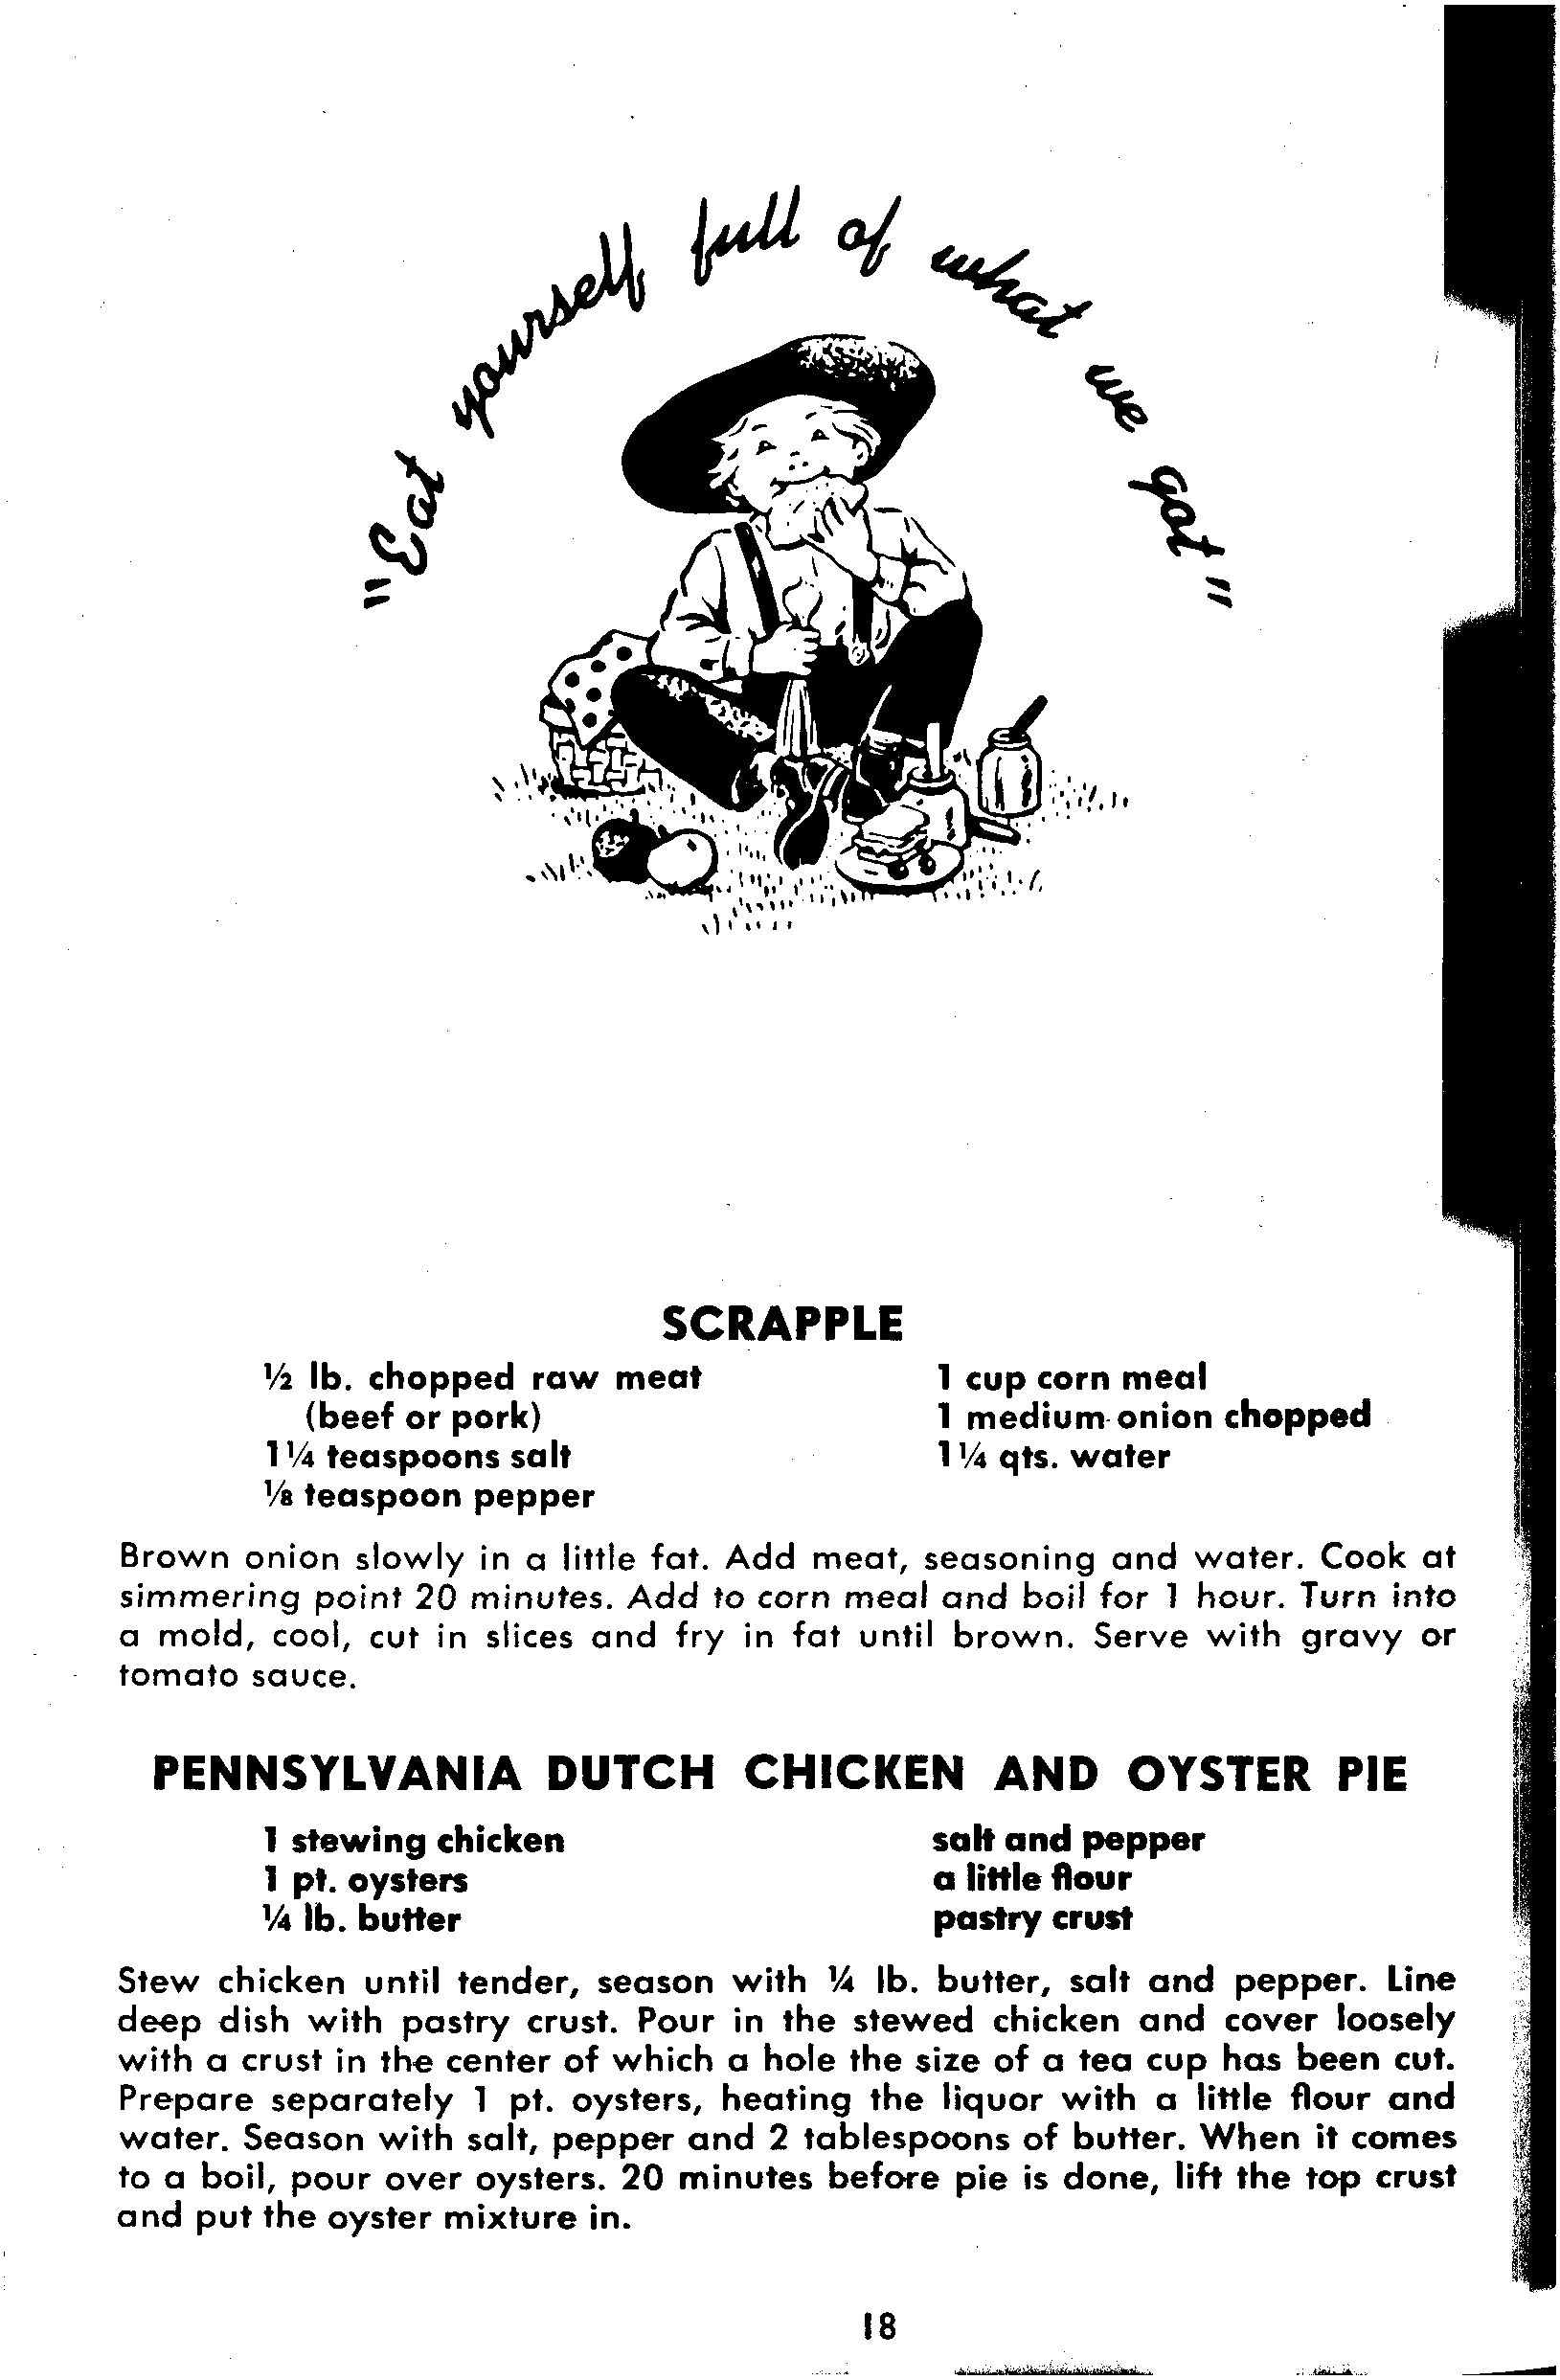 "Eat yourself full of what we got"
SCRAPPLE
½ lb. chopped raw meat
(beef or pork)
1¼ teaspoons salt
⅛ teaspoon pepper
1 cup corn meal
1 medium onion chopped
1¼ qts. water
Brown onion slowly in a little fat. Add meat, seasoning and water. Cook at
simmering point 20 minutes. Add to corn meal and boil for 1 hour. Turn into
a mold, cool, cut in slices and fry in fat until brown. Serve with gravy or
tomato sauce.
PENNSYLVANIA DUTCH CHICKEN AND OYSTER PIE
1 stewing chicken
1 pt. oysters
¼ lb. butter
salt and pepper
a little flour
pastry crust
Stew chicken until tender, season with ¼ lb. butter, salt and pepper. Line
deep dish with pastry crust. Pour in the stewed chicken and cover loosely
with a crust in the center of which a hole the size of a tea cup has been cut.
Prepare separately 1 pt. oysters, heating the liquor with a little flour and
water. Season with salt, pepper and 2 tablespoons of butter. When it comes
to a boil, pour over oysters. 20 minutes before pie is done, lift the top crust
and put the oyster mixture in.
18